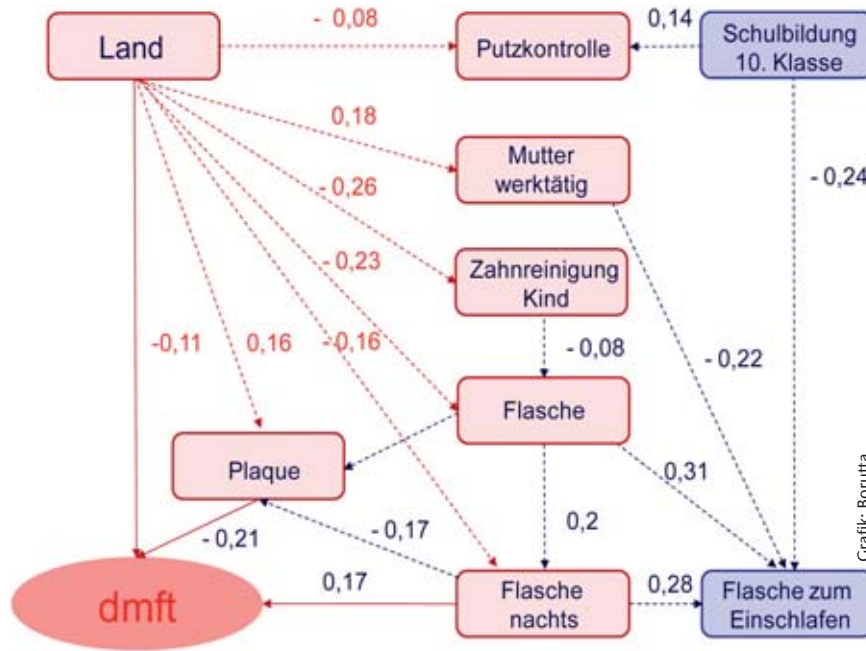 Land
- 0,08
Putzkontrolle
0,14
Schulbildung
10. Klasse
0,18
Mutter
werktätig
- 0,24
- 0,26
Zahnreinigung
Kind
- 0,23
- 0,08
-0,11
0,16
-0,16
- 0,22
Flasche
Plaque
0,31
- 0,21
- 0,17
0,2
dmft
0,17
Flasche
nachts
0,28
Flasche zum
Einschlafen
Grafik: Borutta